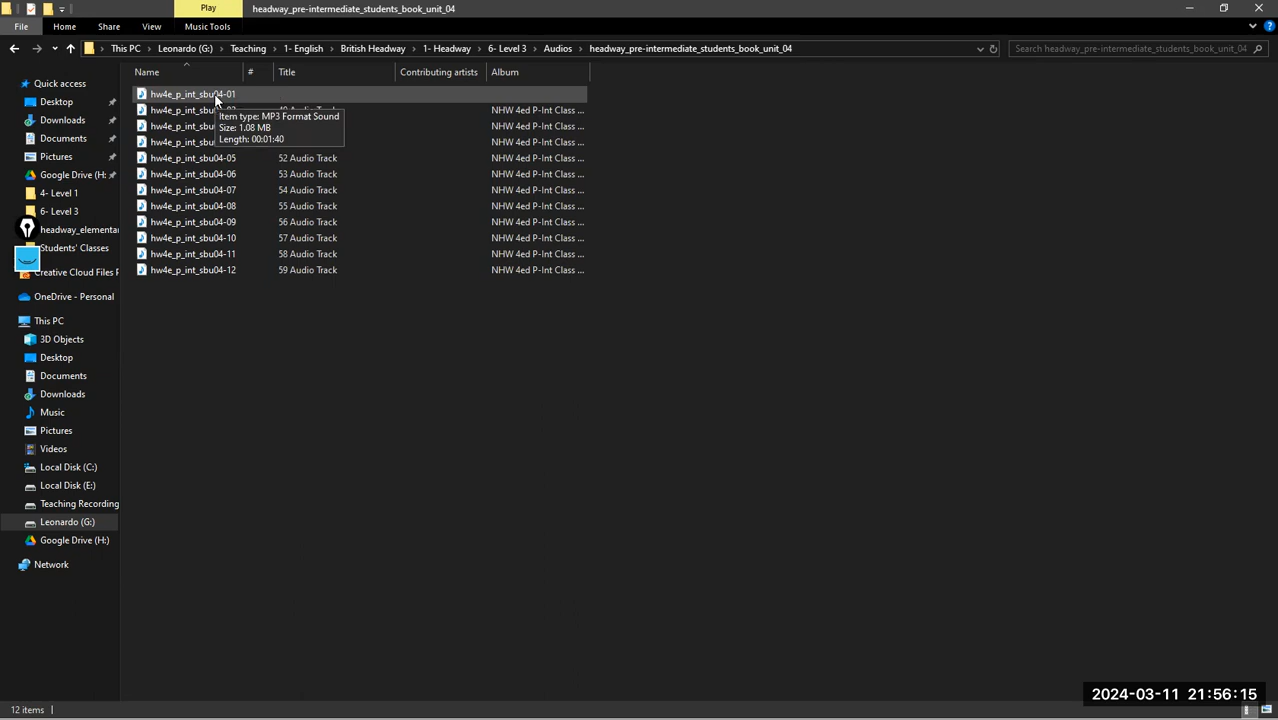 Play headway_pre-intermediate_students_book_unit_04
File Home Share View Music Tools
This PC Leonardo (G:) Teaching 1- English British Headway 1- Headway 6- Level 3 Audios headway_pre-intermediate_students_book_unit_04 Search headway_pre-intermediate_students_book_unit_04
Name # Title Contributing artists Album
hw4e_p_int_sbu04-01
hw4e_p_int_sbu 49 Audio Track NHW 4ed P-Int Class ...
Item type: MP3 Format Sound
hw4e_p_int_sbu NHW 4ed P-Int Class ...
Size: 1.08 MB
Length: 00:01:40
hw4e_p_int_sbu NHW 4ed P-Int Class ...
hw4e_p_int_sbu04-05 52 Audio Track NHW 4ed P-Int Class ...
hw4e_p_int_sbu04-06 53 Audio Track NHW 4ed P-Int Class ...
hw4e_p_int_sbu04-07 54 Audio Track NHW 4ed P-Int Class ...
hw4e_p_int_sbu04-08 55 Audio Track NHW 4ed P-Int Class ...
hw4e_p_int_sbu04-09 56 Audio Track NHW 4ed P-Int Class ...
hw4e_p_int_sbu04-10 57 Audio Track NHW 4ed P-Int Class ...
hw4e_p_int_sbu04-11 58 Audio Track NHW 4ed P-Int Class ...
hw4e_p_int_sbu04-12 59 Audio Track NHW 4ed P-Int Class ...
Quick access
Desktop
Downloads
Documents
Pictures
Google Drive (H:
4- Level 1
6- Level 3
headway_elementar
Students' Classes
Creative Cloud Files P
OneDrive - Personal
This PC
3D Objects
Desktop
Documents
Downloads
Music
Pictures
Videos
Local Disk (C:)
Local Disk (E:)
Teaching Recording
Leonardo (G:)
Google Drive (H:)
Network
2024-03-11 21:56:15
12 items